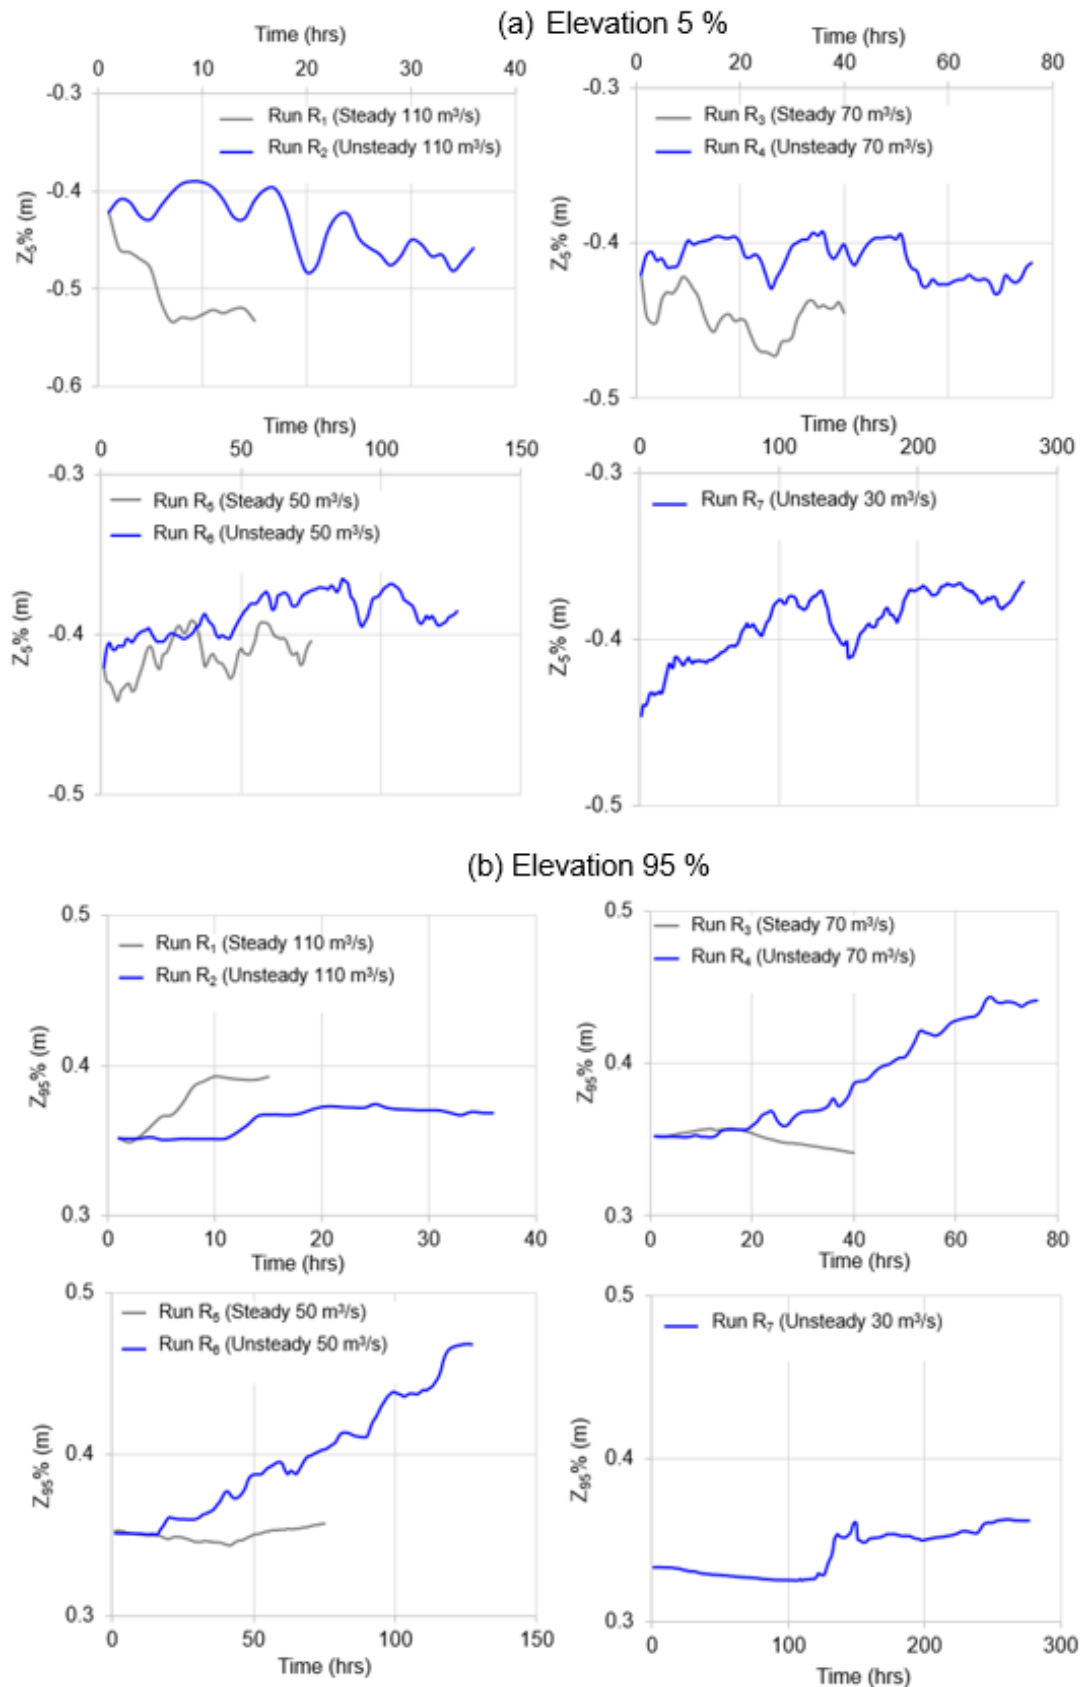 (a) Elevation 5 %
Time (hrs)
0 10 20 30 40
-0.3
-0.4
-0.5
-0.6
Z₅% (m)
Run R₁ (Steady 110 m³/s)
Run R₂ (Unsteady 110 m³/s)
Time (hrs)
0 20 40 60 80
-0.3
-0.4
-0.5
Z₅% (m)
Run R₃ (Steady 70 m³/s)
Run R₄ (Unsteady 70 m³/s)
Time (hrs)
0 50 100 150
-0.3
-0.4
-0.5
Z₅% (m)
Run R₅ (Steady 50 m³/s)
Run R₆ (Unsteady 50 m³/s)
Time (hrs)
0 100 200 300
-0.3
-0.4
-0.5
Z₅% (m)
Run R₇ (Unsteady 30 m³/s)
(b) Elevation 95 %
0.5
0.4
0.3
Z₉₅% (m)
Run R₁ (Steady 110 m³/s)
Run R₂ (Unsteady 110 m³/s)
0 10 20 30 40
Time (hrs)
0.5
0.4
0.3
Z₉₅% (m)
Run R₃ (Steady 70 m³/s)
Run R₄ (Unsteady 70 m³/s)
0 20 40 60 80
Time (hrs)
0.5
0.4
0.3
Z₉₅% (m)
Run R₅ (Steady 50 m³/s)
Run R₆ (Unsteady 50 m³/s)
0 50 100 150
Time (hrs)
0.5
0.4
0.3
Z₉₅% (m)
Run R₇ (Unsteady 30 m³/s)
0 100 200 300
Time (hrs)